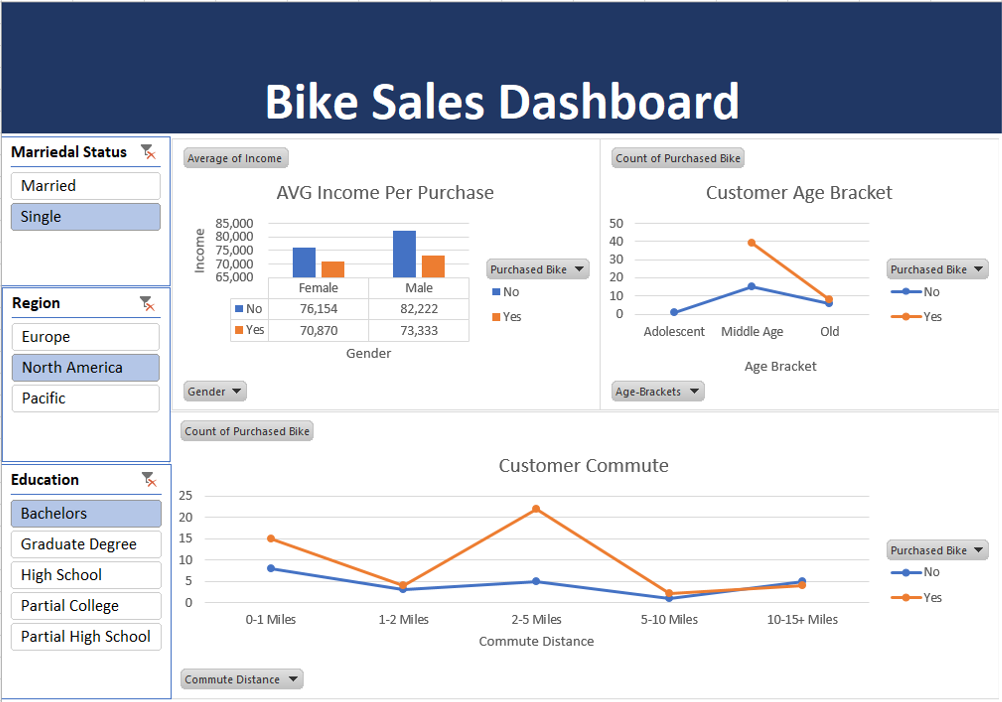 Bike Sales Dashboard
Marriedal Status
Married
Single
Region
Europe
North America
Pacific
Education
Bachelors
Graduate Degree
High School
Partial College
Partial High School
Average of Income
AVG Income Per Purchase
Income
85,000
80,000
75,000
70,000
65,000
Female Male
No 76,154 82,222
Yes 70,870 73,333
Gender
Purchased Bike
No
Yes
Gender
Count of Purchased Bike
Customer Age Bracket
50
40
30
20
10
0
Adolescent Middle Age Old
Age Bracket
Purchased Bike
No
Yes
Age-Brackets
Count of Purchased Bike
Customer Commute
25
20
15
10
5
0
0-1 Miles 1-2 Miles 2-5 Miles 5-10 Miles 10-15+ Miles
Commute Distance
Purchased Bike
No
Yes
Commute Distance